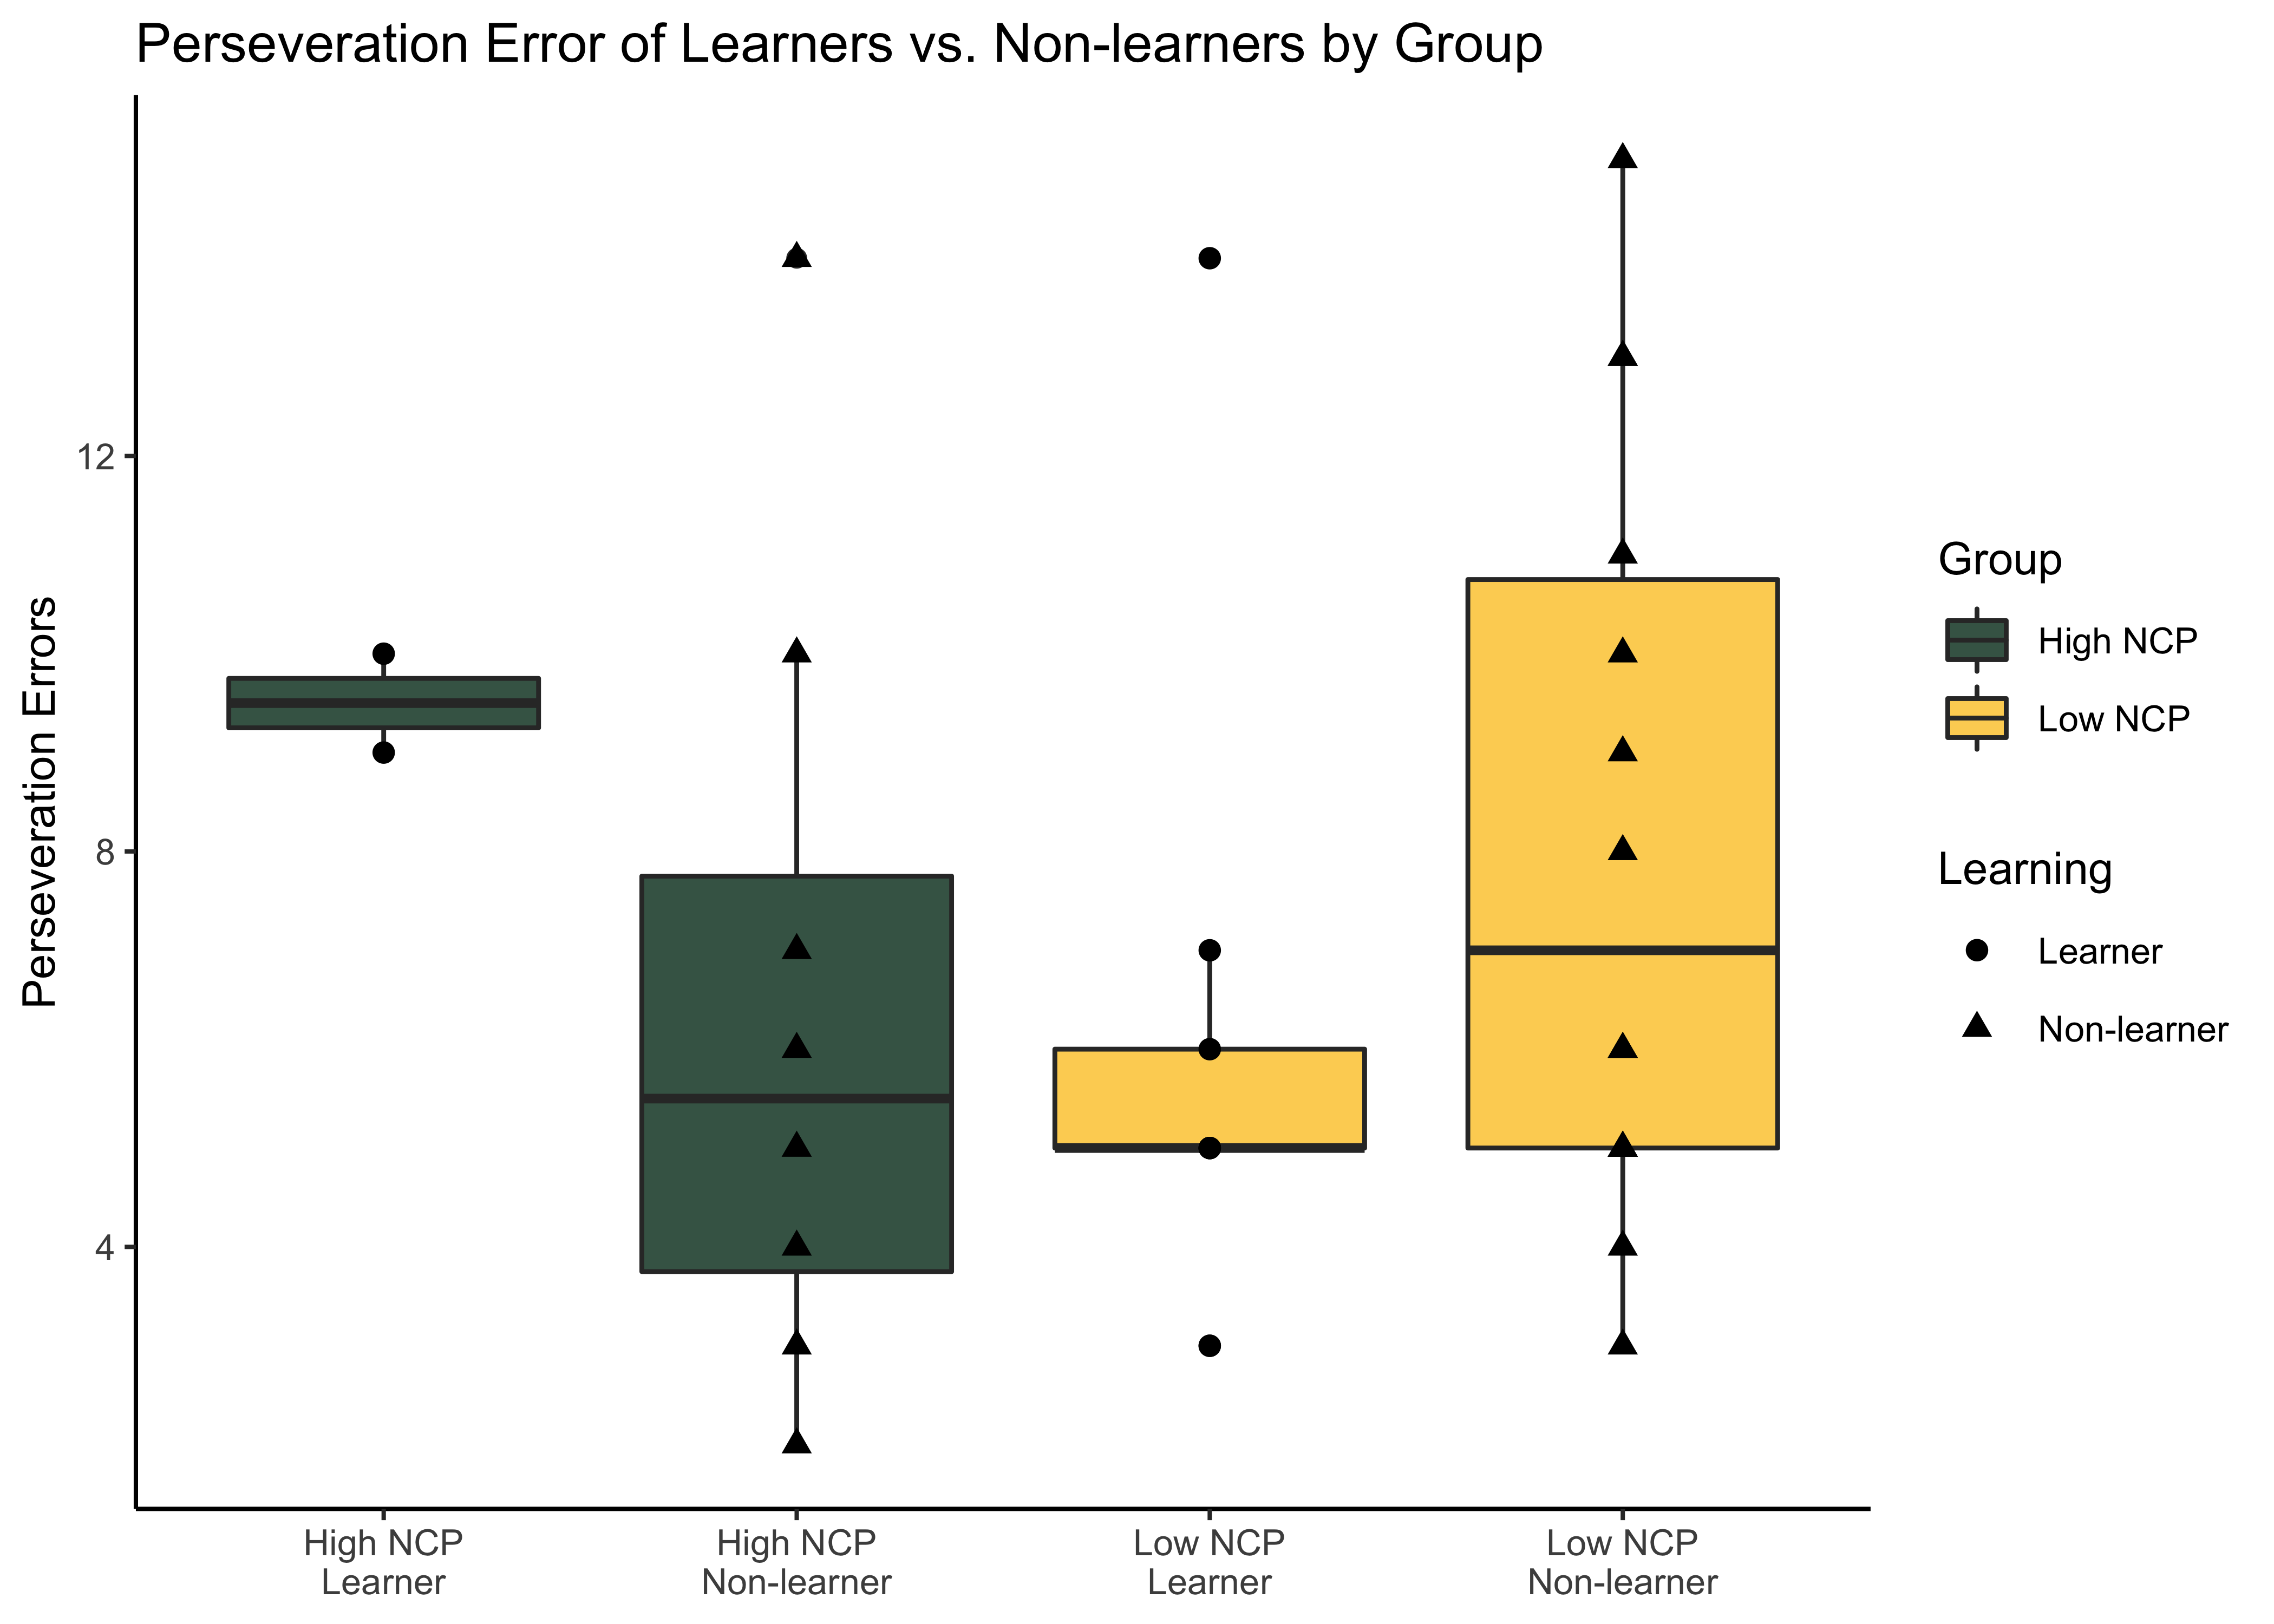 Perseveration Error of Learners vs. Non-learners by Group
Perseveration Errors
12
8
4
High NCP
Learner
High NCP
Non-learner
Low NCP
Learner
Low NCP
Non-learner
Group
High NCP
Low NCP
Learning
Learner
Non-learner